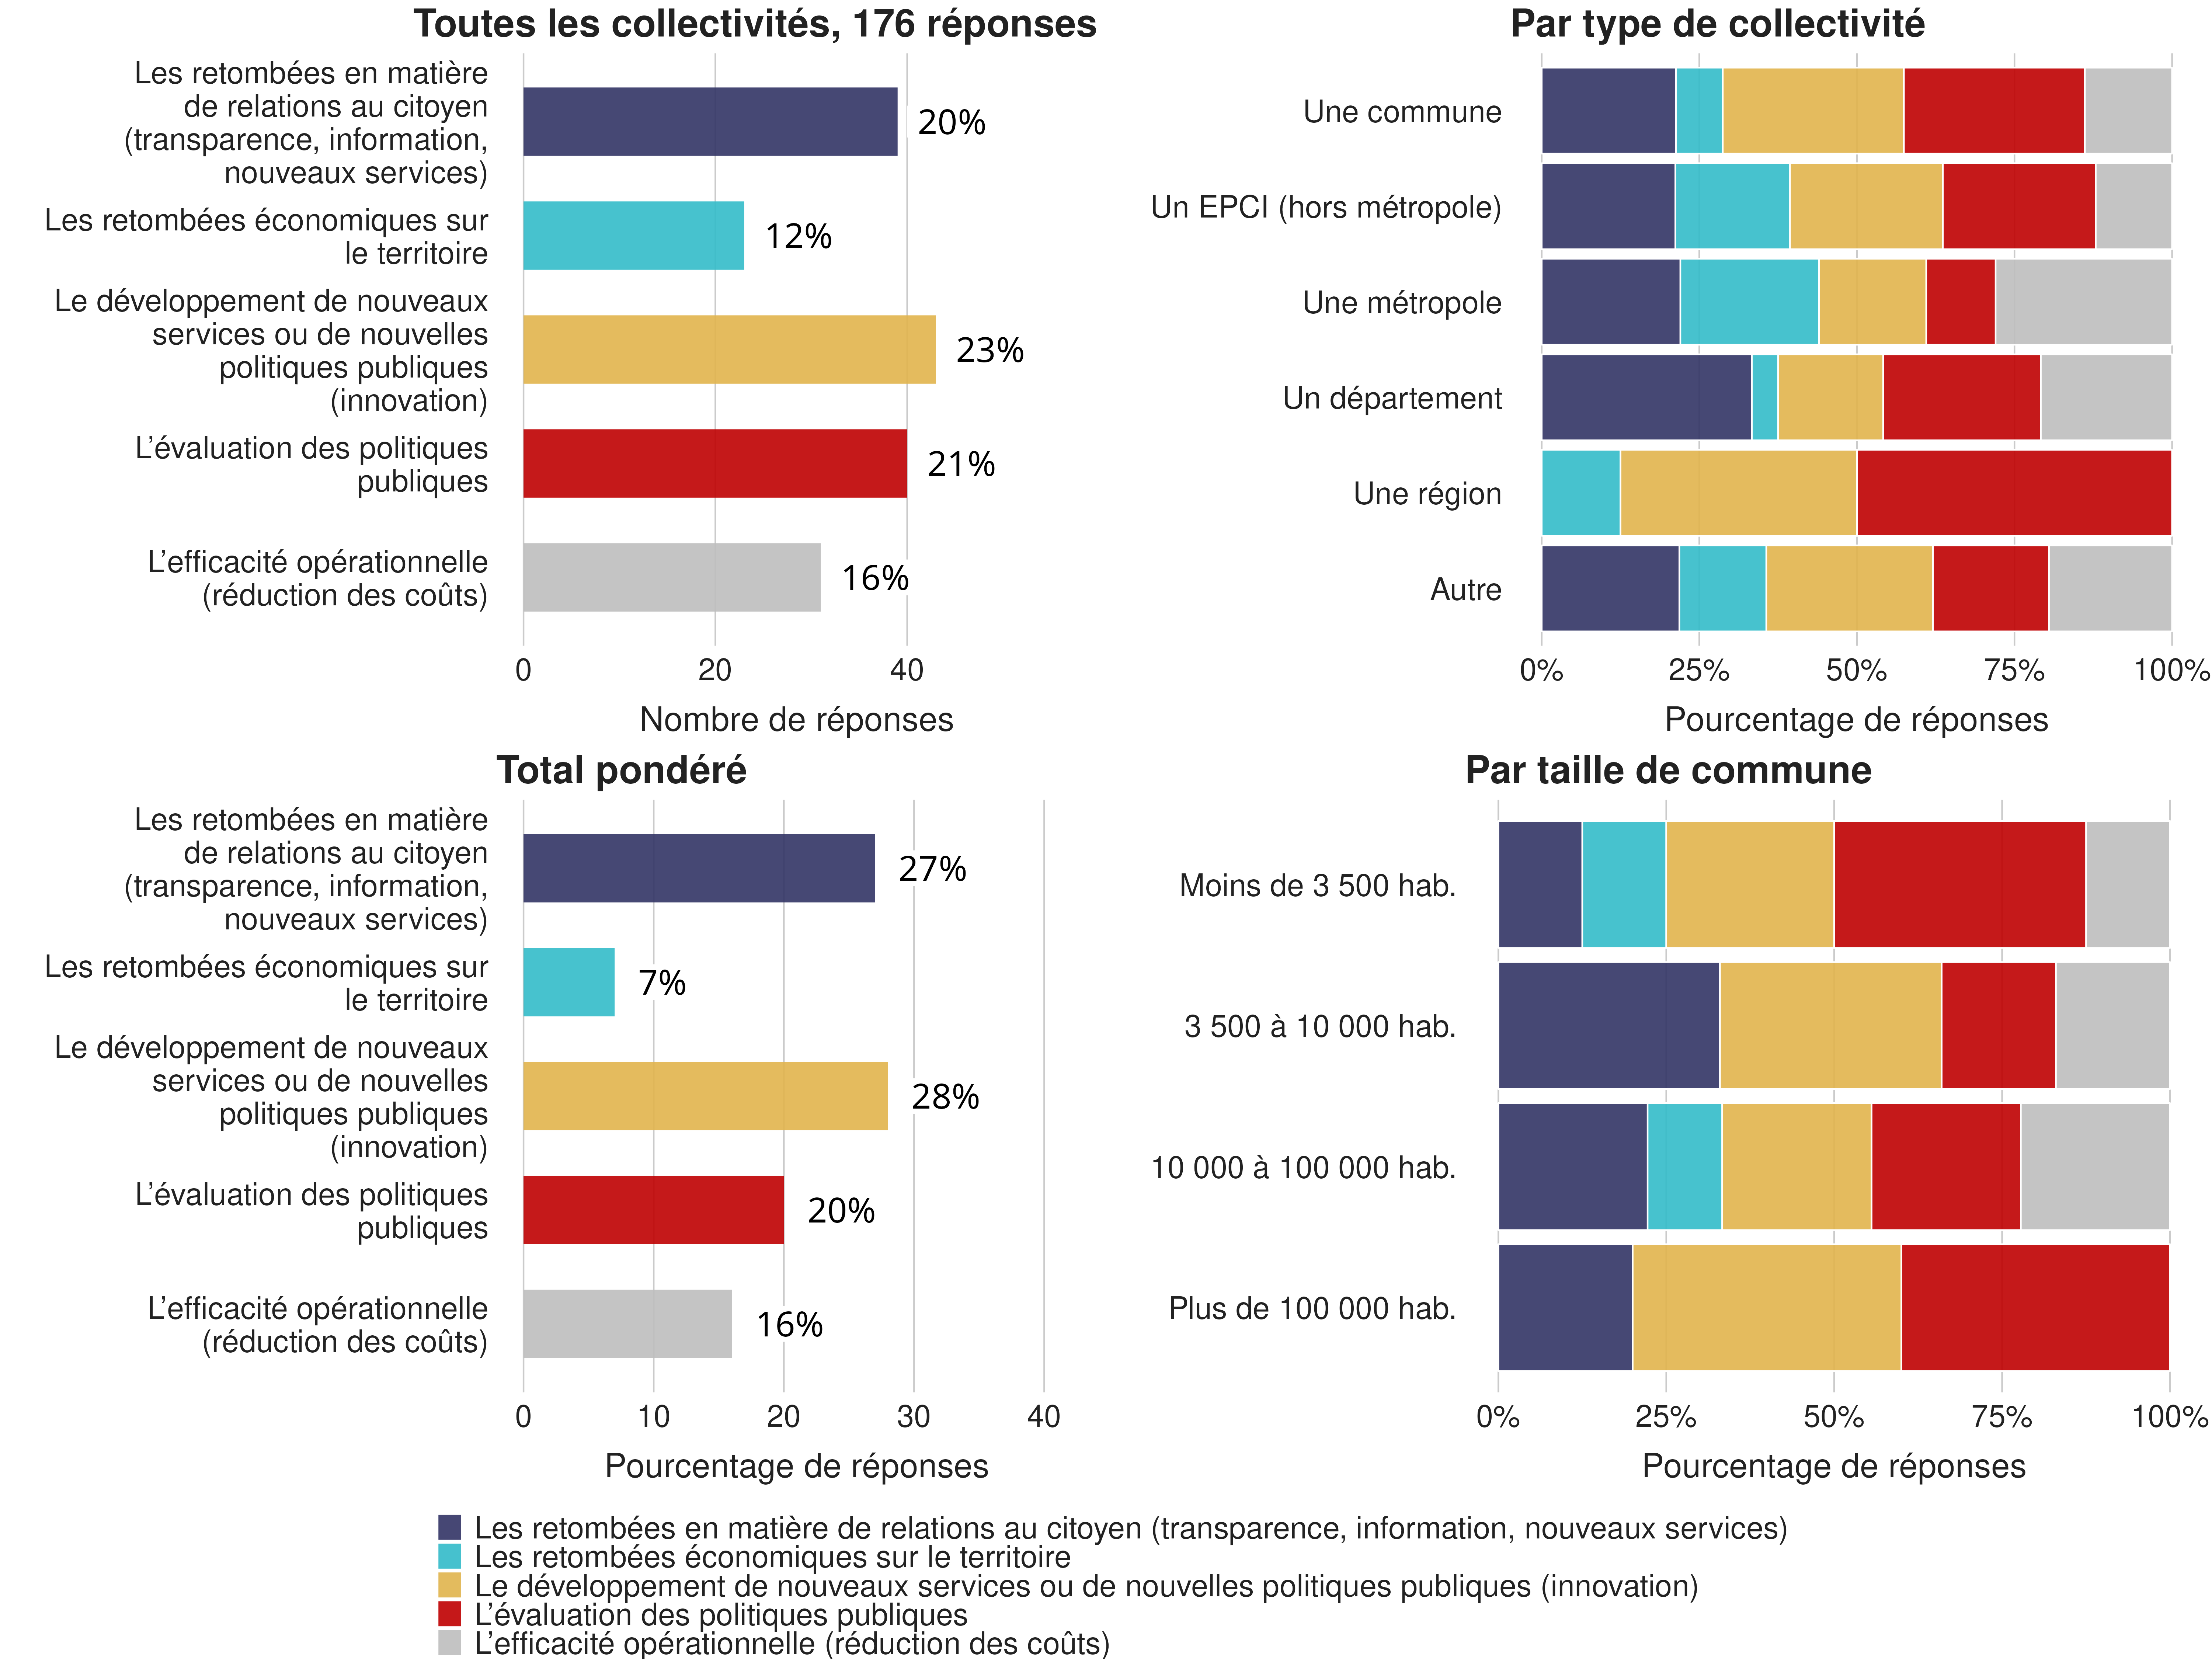 Toutes les collectivités, 176 réponses
Les retombées en matière
de relations au citoyen
(transparence, information,
nouveaux services)
20%
Les retombées économiques sur
le territoire
12%
Le développement de nouveaux
services ou de nouvelles
politiques publiques
(innovation)
23%
L’évaluation des politiques
publiques
21%
L’efficacité opérationnelle
(réduction des coûts)
16%
0 20 40
Nombre de réponses
Par type de collectivité
Une commune
Un EPCI (hors métropole)
Une métropole
Un département
Une région
Autre
0% 25% 50% 75% 100%
Pourcentage de réponses
Total pondéré
Les retombées en matière
de relations au citoyen
(transparence, information,
nouveaux services)
27%
Les retombées économiques sur
le territoire
7%
Le développement de nouveaux
services ou de nouvelles
politiques publiques
(innovation)
28%
L’évaluation des politiques
publiques
20%
L’efficacité opérationnelle
(réduction des coûts)
16%
0 10 20 30 40
Pourcentage de réponses
Par taille de commune
Moins de 3 500 hab.
3 500 à 10 000 hab.
10 000 à 100 000 hab.
Plus de 100 000 hab.
0% 25% 50% 75% 100%
Pourcentage de réponses
Les retombées en matière de relations au citoyen (transparence, information, nouveaux services)
Les retombées économiques sur le territoire
Le développement de nouveaux services ou de nouvelles politiques publiques (innovation)
L’évaluation des politiques publiques
L’efficacité opérationnelle (réduction des coûts)